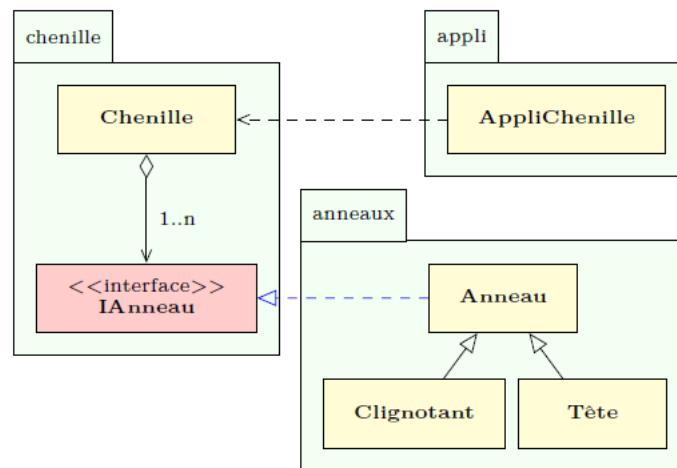 chenille
appli
Chenille
AppliChenille
1..n
anneaux
<<interface>>
IAnneau
Anneau
Clignotant
Tête